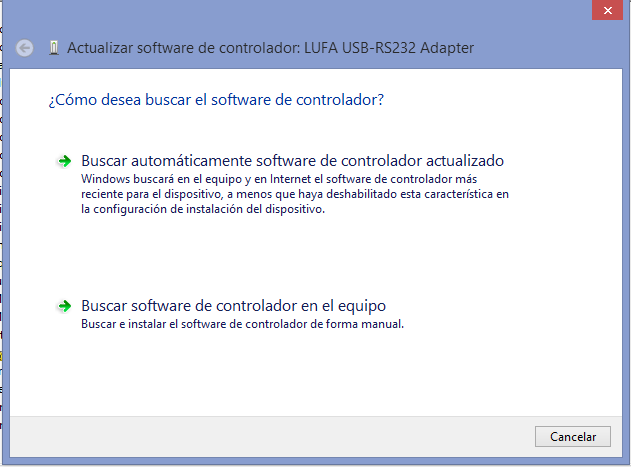 Actualizar software de controlador: LUFA USB-RS232 Adapter
¿Cómo desea buscar el software de controlador?
Buscar automáticamente software de controlador actualizado
Windows buscará en el equipo y en Internet el software de controlador más
reciente para el dispositivo, a menos que haya deshabilitado esta característica en
la configuración de instalación del dispositivo.
Buscar software de controlador en el equipo
Buscar e instalar el software de controlador de forma manual.
Cancelar